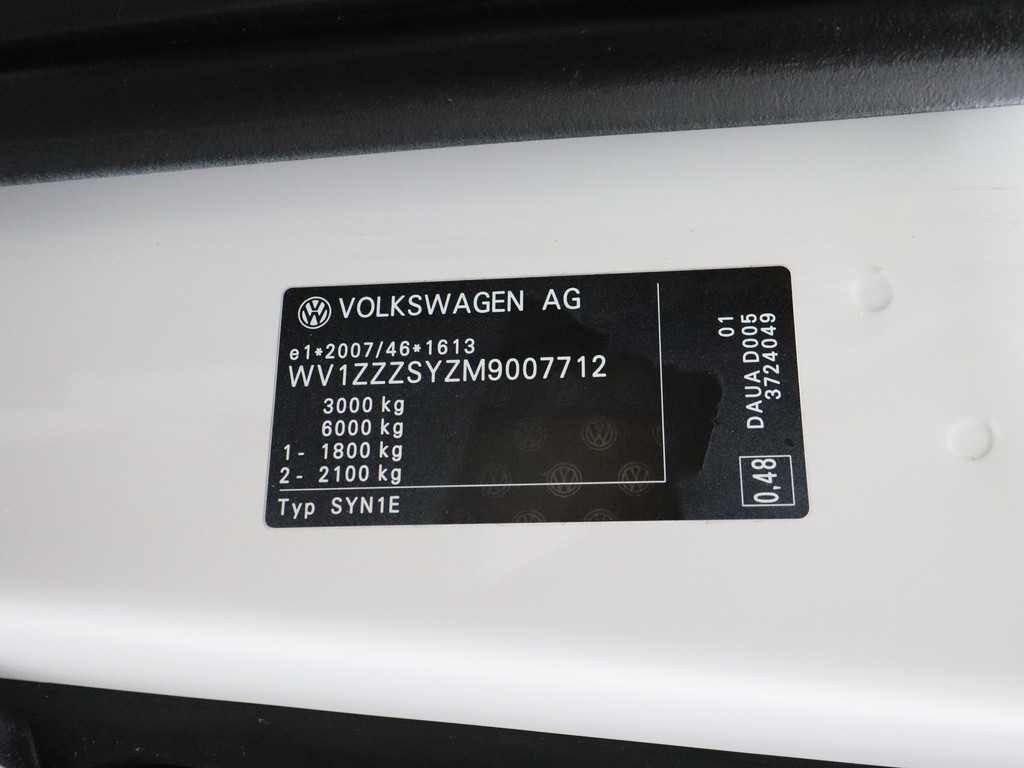 VOLKSWAGEN AG
e1*2007/46*1613
WV1ZZZSYZM9007712
3000 kg
6000 kg
1- 1800 kg
2- 2100 kg
Typ SYN1E
01
DAUA D005
3724049
0,48